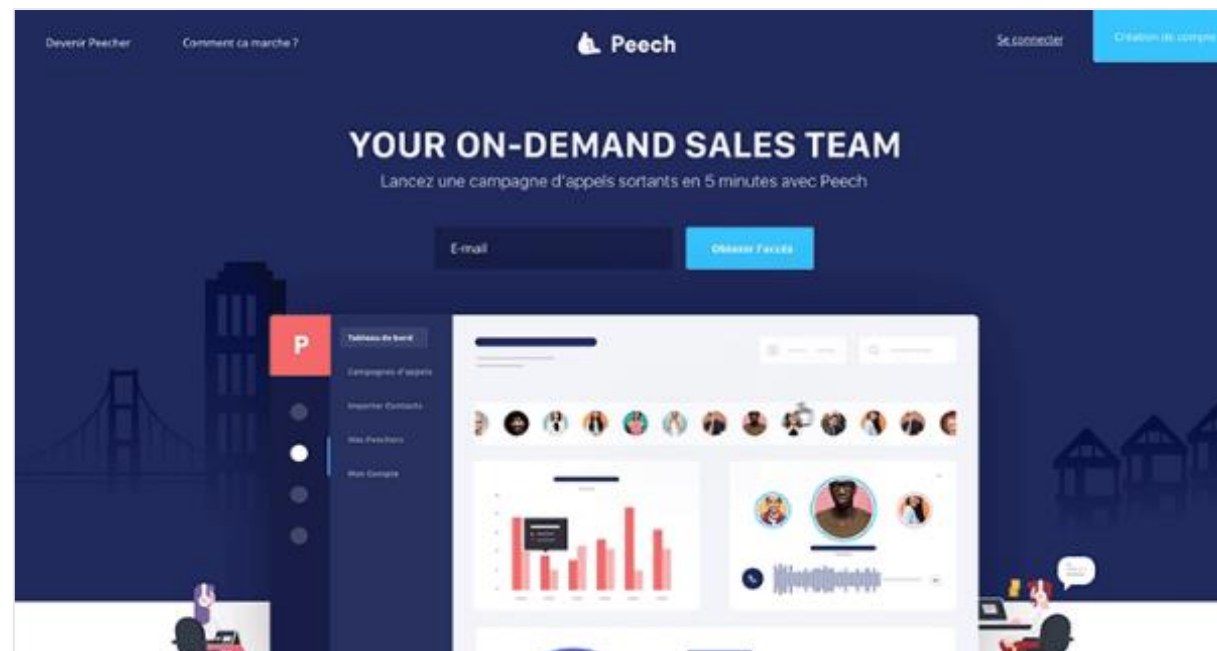 Devenir Peecher
Comment ca marche ?
Peech
Se connecter
Création de compte
YOUR ON-DEMAND SALES TEAM
Lancez une campagne d'appels sortants en 5 minutes avec Peech
E-mail
Obtenir l'accès
P
Tableau de bord
Campagnes d'appels
Importer Contacts
Mes Peechers
Mon Compte